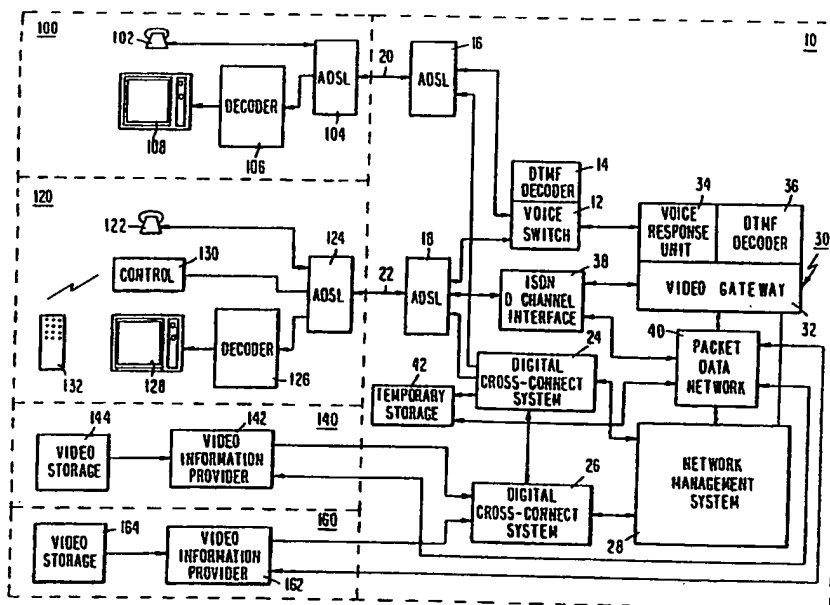 100
102
ADSL
104
DECODER
106
108
20
16
ADSL
10
DTMF
DECODER
14
VOICE
SWITCH
12
34
VOICE
RESPONSE
UNIT
36
DTMF
DECODER
30
VIDEO GATEWAY
32
120
122
124
ADSL
CONTROL
130
132
128
DECODER
126
22
18
ADSL
ISDN
D CHANNEL
INTERFACE
38
40
PACKET
DATA
NETWORK
24
DIGITAL
CROSS-CONNECT
SYSTEM
42
TEMPORARY
STORAGE
140
144
VIDEO
STORAGE
142
VIDEO
INFORMATION
PROVIDER
26
DIGITAL
CROSS-CONNECT
SYSTEM
NETWORK
MANAGEMENT
SYSTEM
28
160
164
VIDEO
STORAGE
VIDEO
INFORMATION
PROVIDER
162